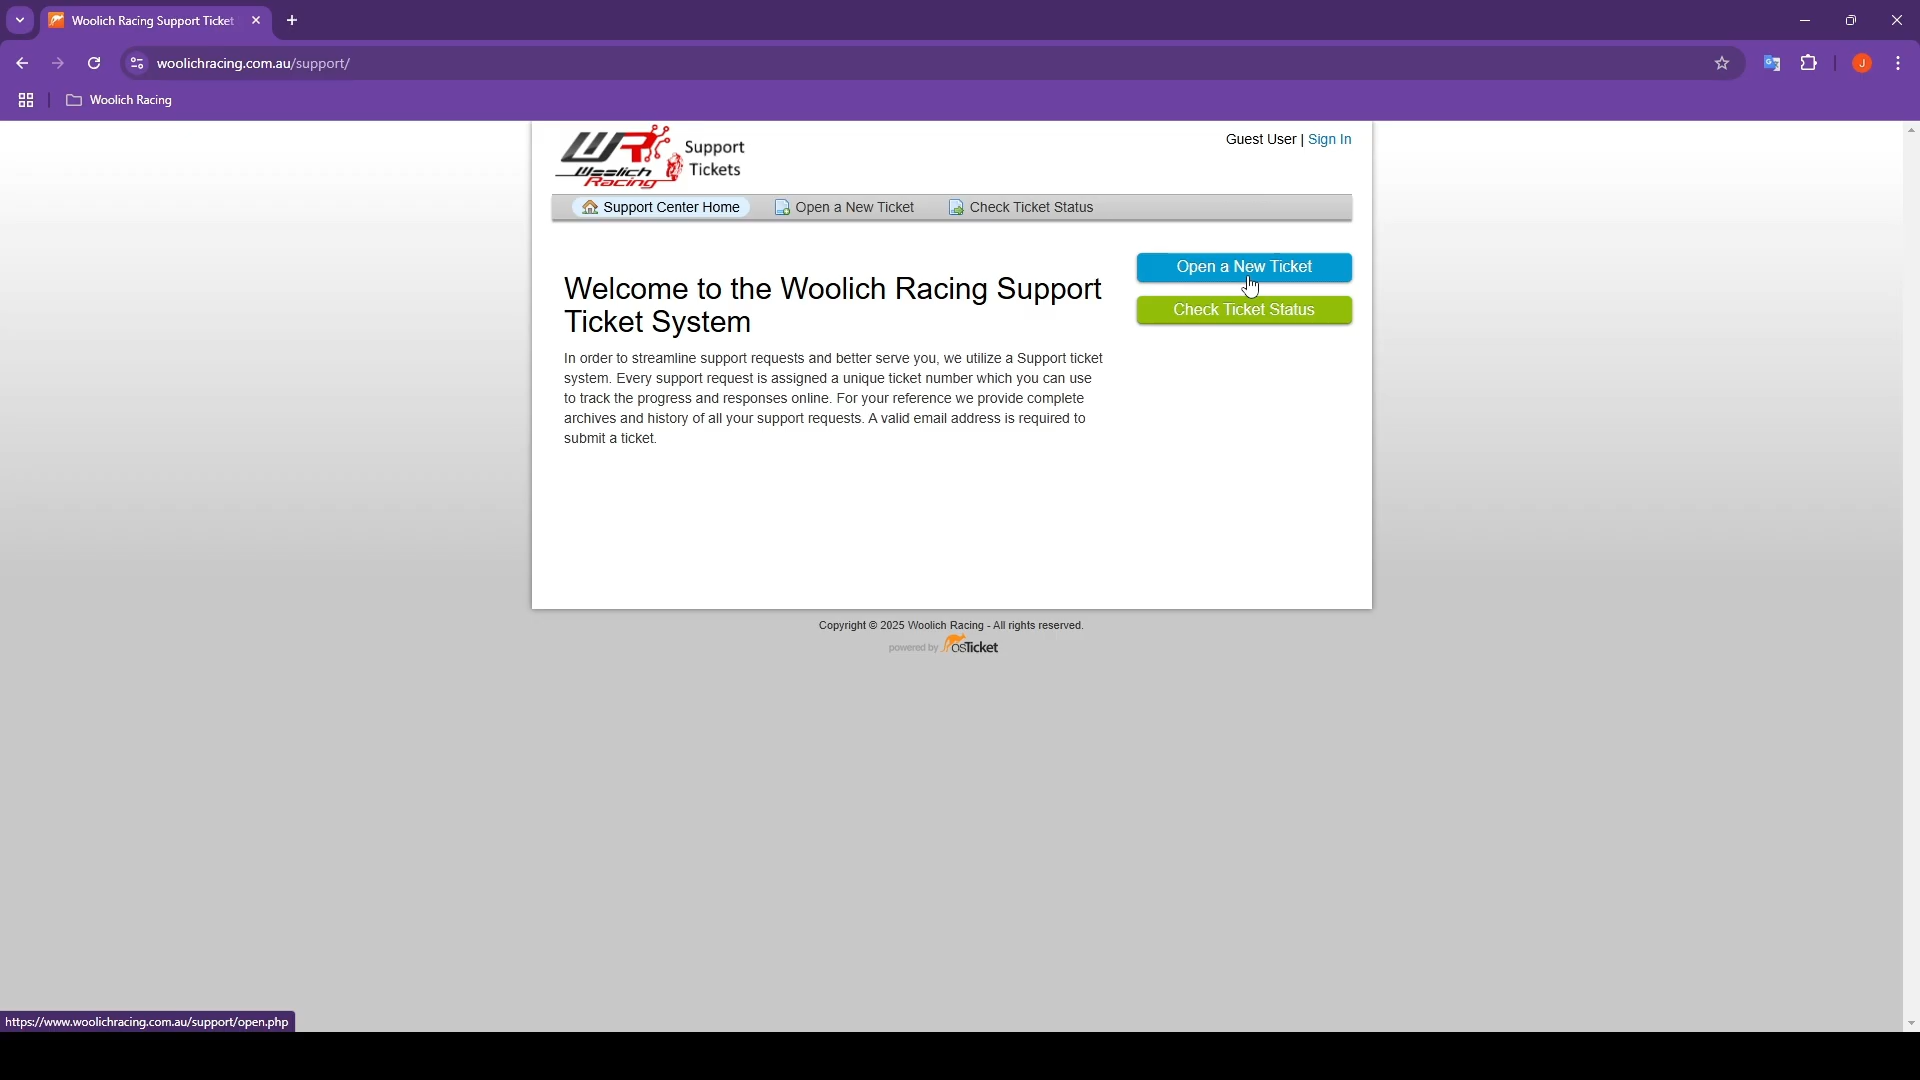 Woolich Racing Support Ticket
woolichracing.com.au/support/
J
Woolich Racing
WR
Woolich
Racing
Support
Tickets
Guest User | Sign In
Support Center Home
Open a New Ticket
Check Ticket Status
Open a New Ticket
Check Ticket Status
Welcome to the Woolich Racing Support
Ticket System
In order to streamline support requests and better serve you, we utilize a Support ticket
system. Every support request is assigned a unique ticket number which you can use
to track the progress and responses online. For your reference we provide complete
archives and history of all your support requests. A valid email address is required to
submit a ticket.
Copyright © 2025 Woolich Racing - All rights reserved.
powered by osTicket
https://www.woolichracing.com.au/support/open.php